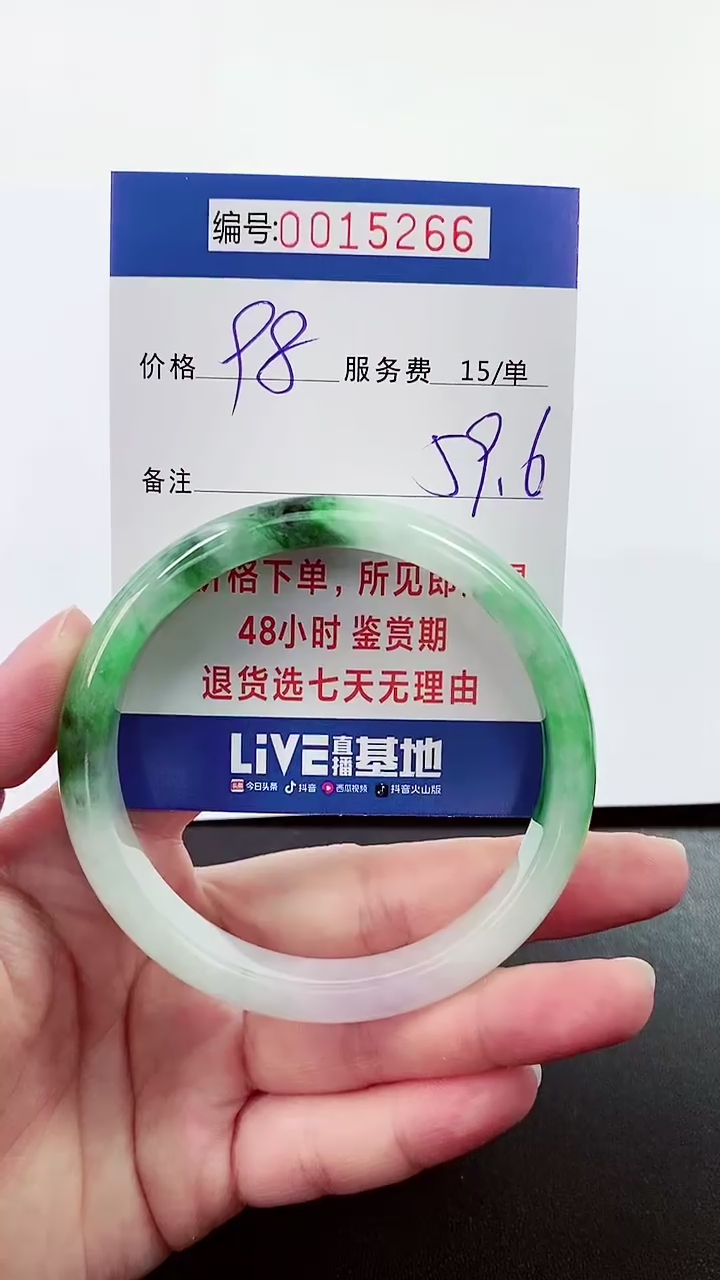 编号:0015266
价格 98 服务费 15/单
备注 59.6
价格下单，所见即
48小时 鉴赏期
退货选七天无理由
LiVE直播基地
头条 今日头条 抖音 西瓜视频 抖音火山版